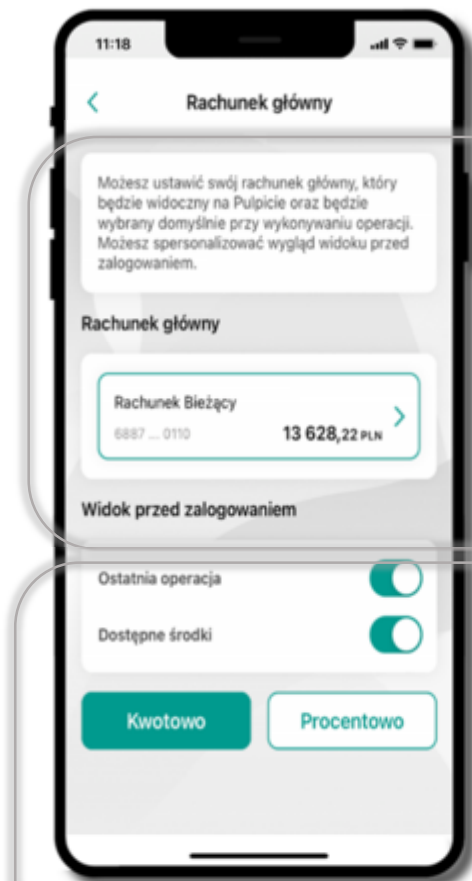 11:18
Rachunek główny
Możesz ustawić swój rachunek główny, który
będzie widoczny na Pulpicie oraz będzie
wybrany domyślnie przy wykonywaniu operacji.
Możesz spersonalizować wygląd widoku przed
zalogowaniem.
Rachunek główny
Rachunek Bieżący
6887 ... 0110 13 628,22 PLN
Widok przed zalogowaniem
Ostatnia operacja
Dostępne środki
Kwotowo Procentowo